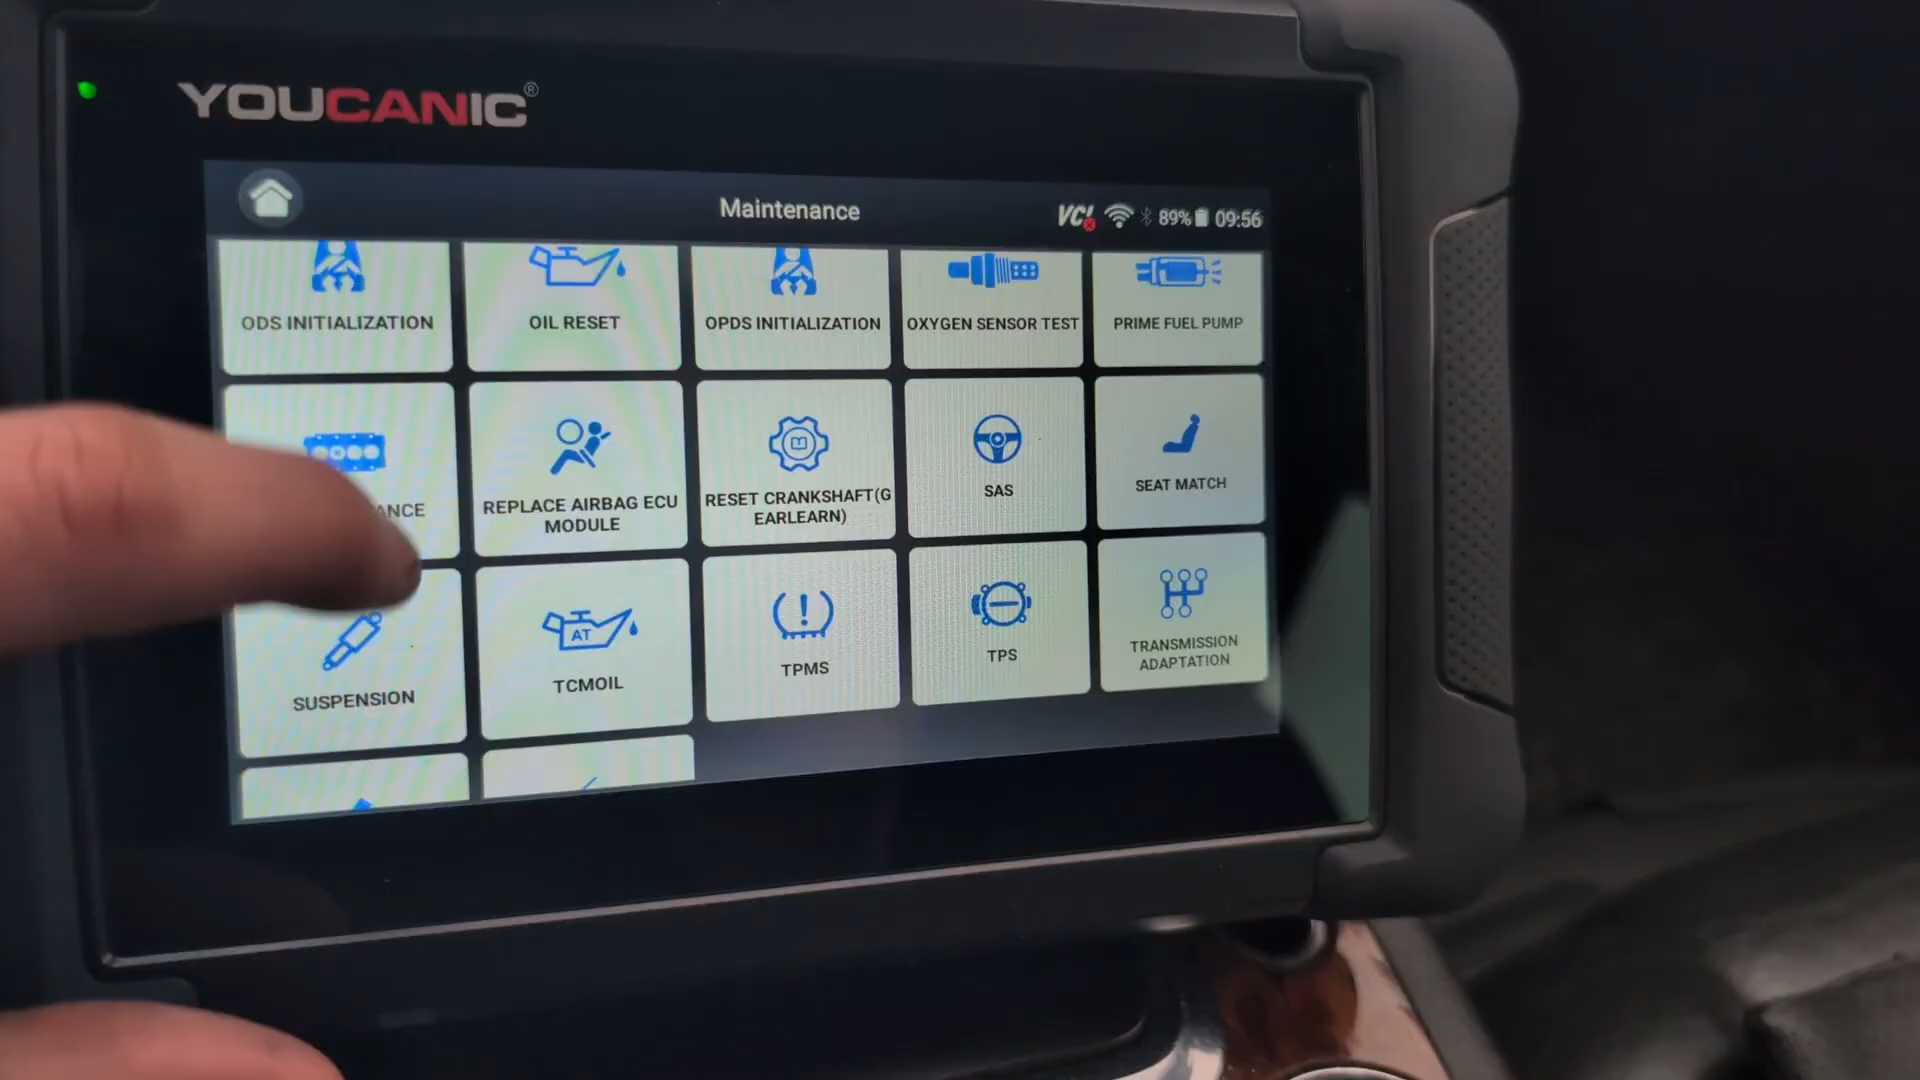 YOUCANIC®
Maintenance
VCI 89% 09:56
ODS INITIALIZATION
OIL RESET
OPDS INITIALIZATION
OXYGEN SENSOR TEST
PRIME FUEL PUMP
REPLACE AIRBAG ECU
MODULE
RESET CRANKSHAFT(G
EARLEARN)
SAS
SEAT MATCH
SUSPENSION
AT
TCMOIL
TPMS
TPS
TRANSMISSION
ADAPTATION